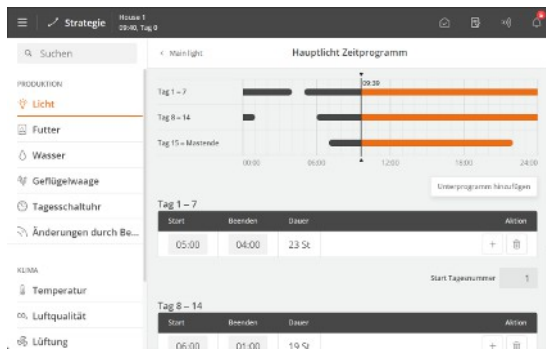 Strategie
House 1
09:40, Tag 0
Suchen
PRODUKTION
Licht
Futter
Wasser
Geflügelwaage
Tagesschaltuhr
Änderungen durch Be...
KLIMA
Temperatur
CO₂ Luftqualität
Lüftung
Main light
Hauptlicht Zeitprogramm
09:39
Tag 1 – 7
Tag 8 – 14
Tag 15 – Mastende
00:00 06:00 12:00 18:00 24:00
Unterprogramm hinzufügen
Tag 1 – 7
Start Beenden Dauer Aktion
05:00 04:00 23 St
Start Tagesnummer 1
Tag 8 – 14
Start Beenden Dauer Aktion
06:00 01:00 19 St